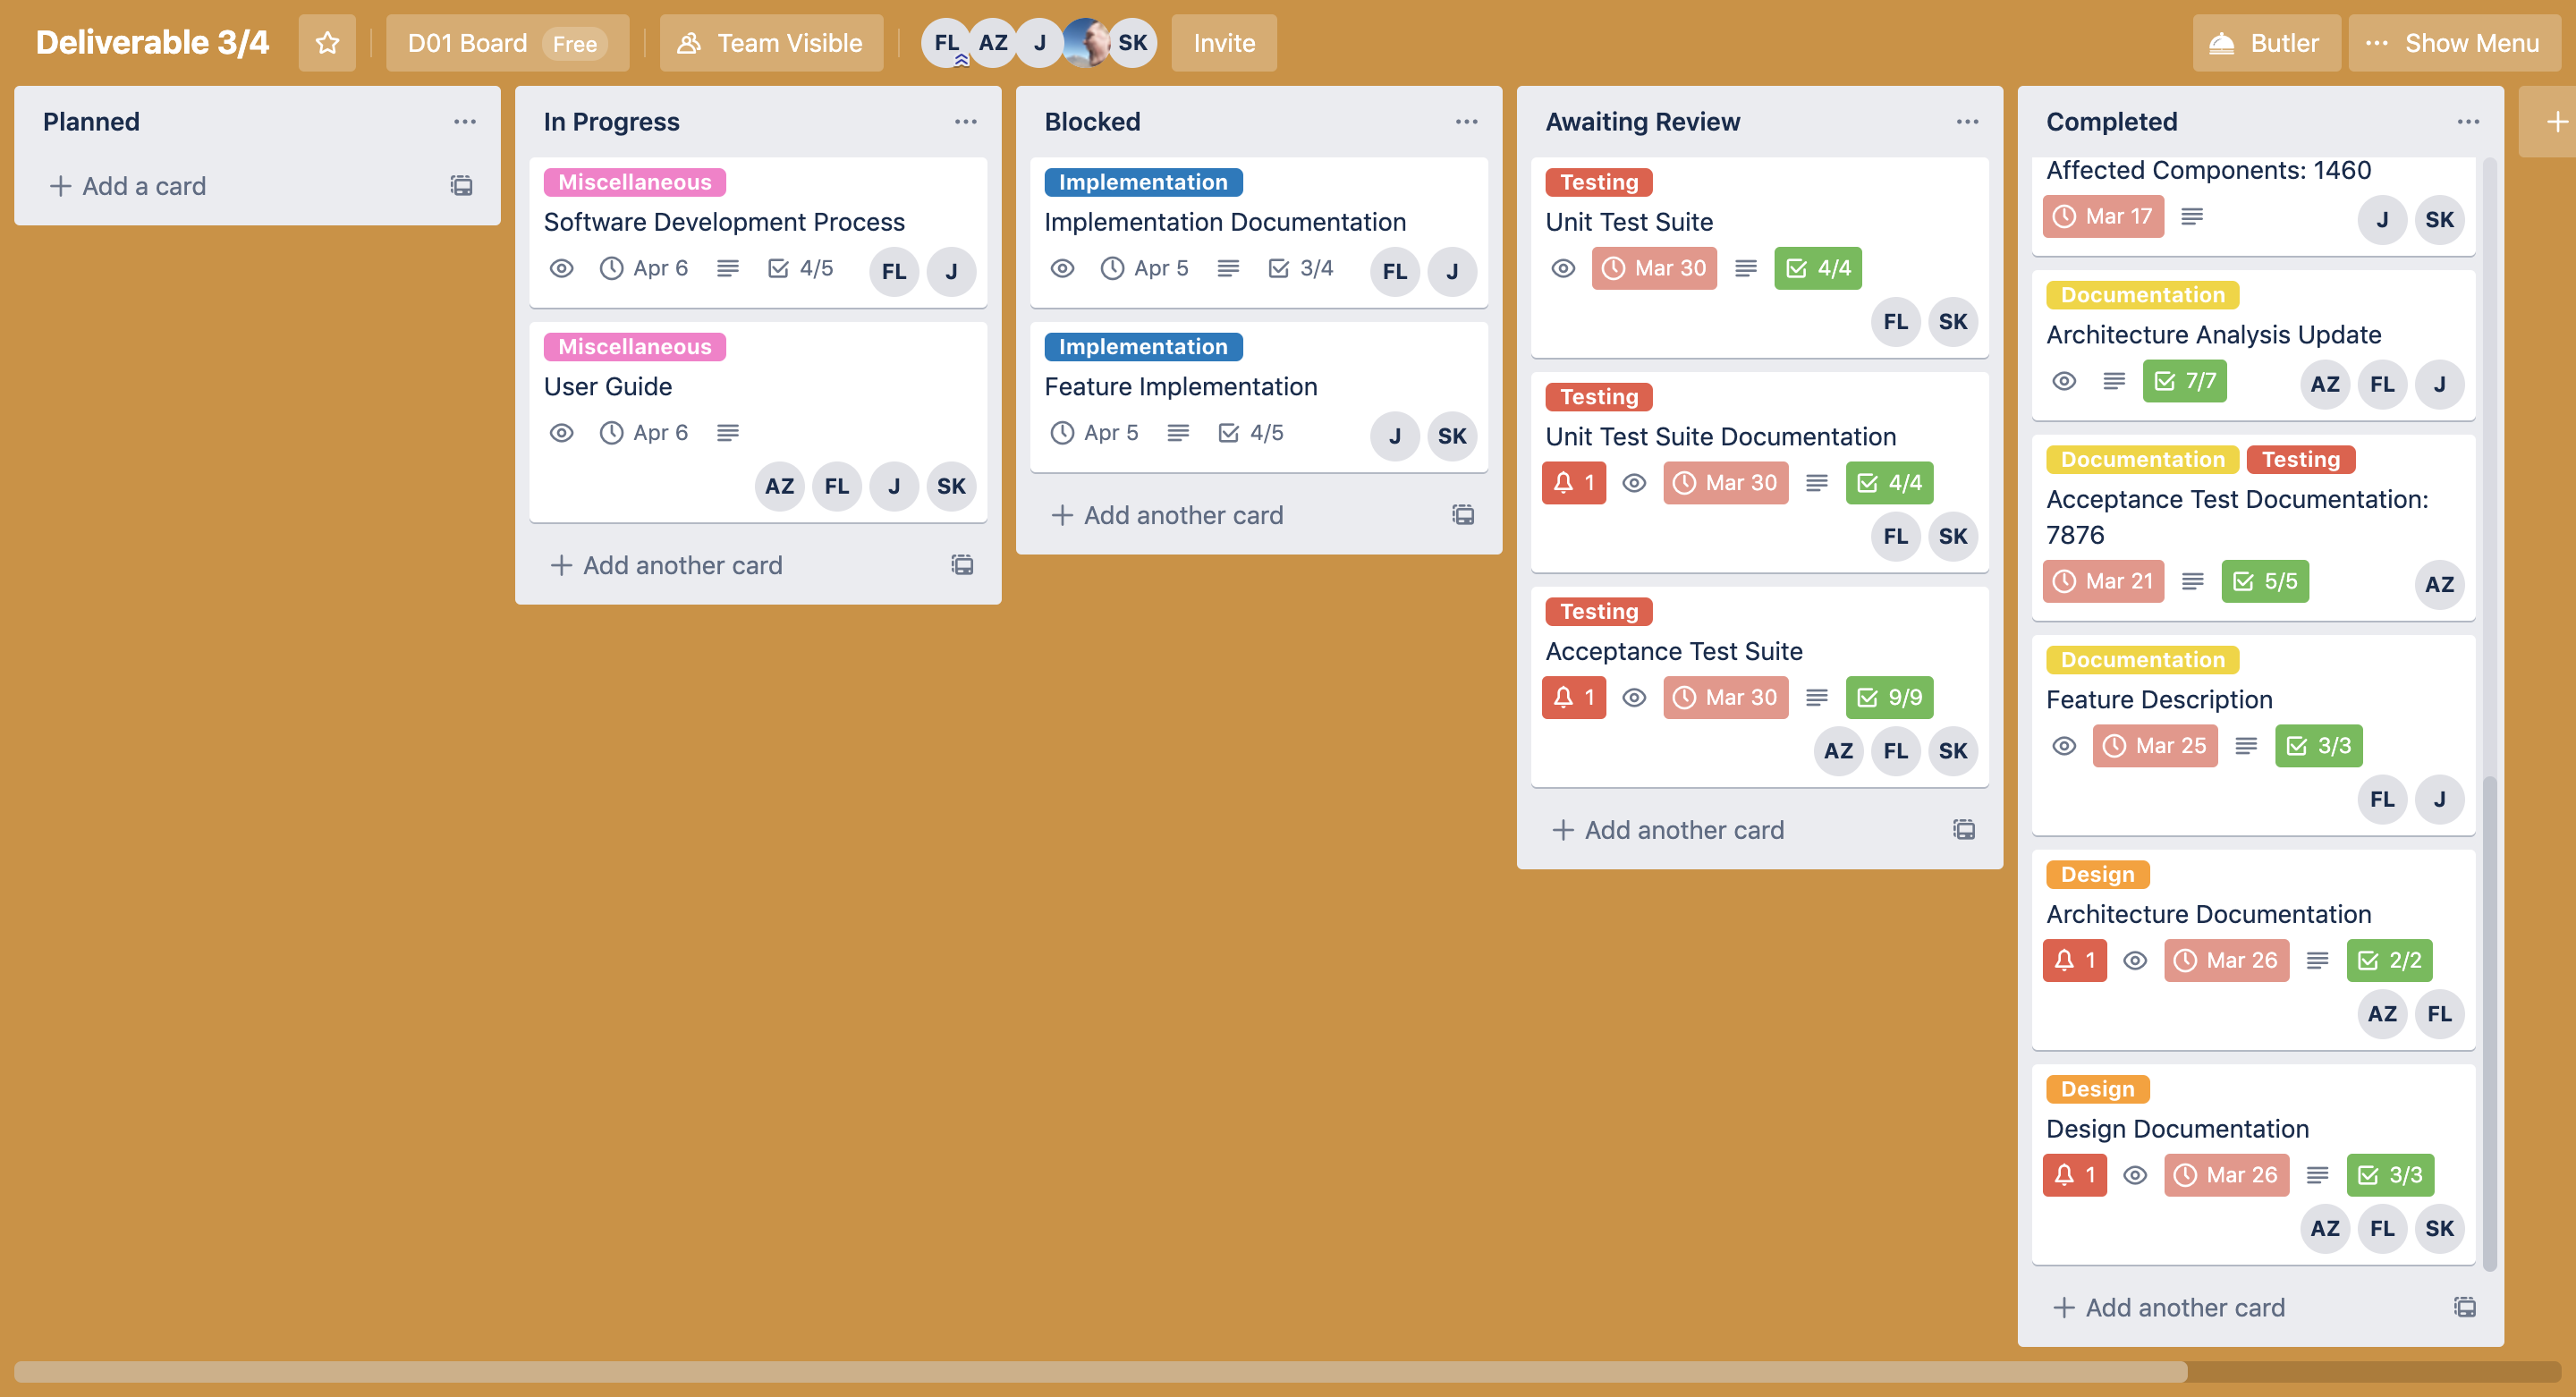 Deliverable 3/4
D01 Board Free
Team Visible
FL AZ J SK
Invite
Butler
Show Menu
Planned
Add a card
In Progress
Miscellaneous
Software Development Process
Apr 6 4/5 FL J
Miscellaneous
User Guide
Apr 6
AZ FL J SK
Add another card
Blocked
Implementation
Implementation Documentation
Apr 5 3/4 FL J
Implementation
Feature Implementation
Apr 5 4/5 J SK
Add another card
Awaiting Review
Testing
Unit Test Suite
Mar 30 4/4
FL SK
Testing
Unit Test Suite Documentation
1 Mar 30 4/4
FL SK
Testing
Acceptance Test Suite
1 Mar 30 9/9
AZ FL SK
Add another card
Completed
Affected Components: 1460
Mar 17 J SK
Documentation
Architecture Analysis Update
7/7 AZ FL J
Documentation Testing
Acceptance Test Documentation:
7876
Mar 21 5/5 AZ
Documentation
Feature Description
Mar 25 3/3
FL J
Design
Architecture Documentation
1 Mar 26 2/2
AZ FL
Design
Design Documentation
1 Mar 26 3/3
AZ FL SK
Add another card